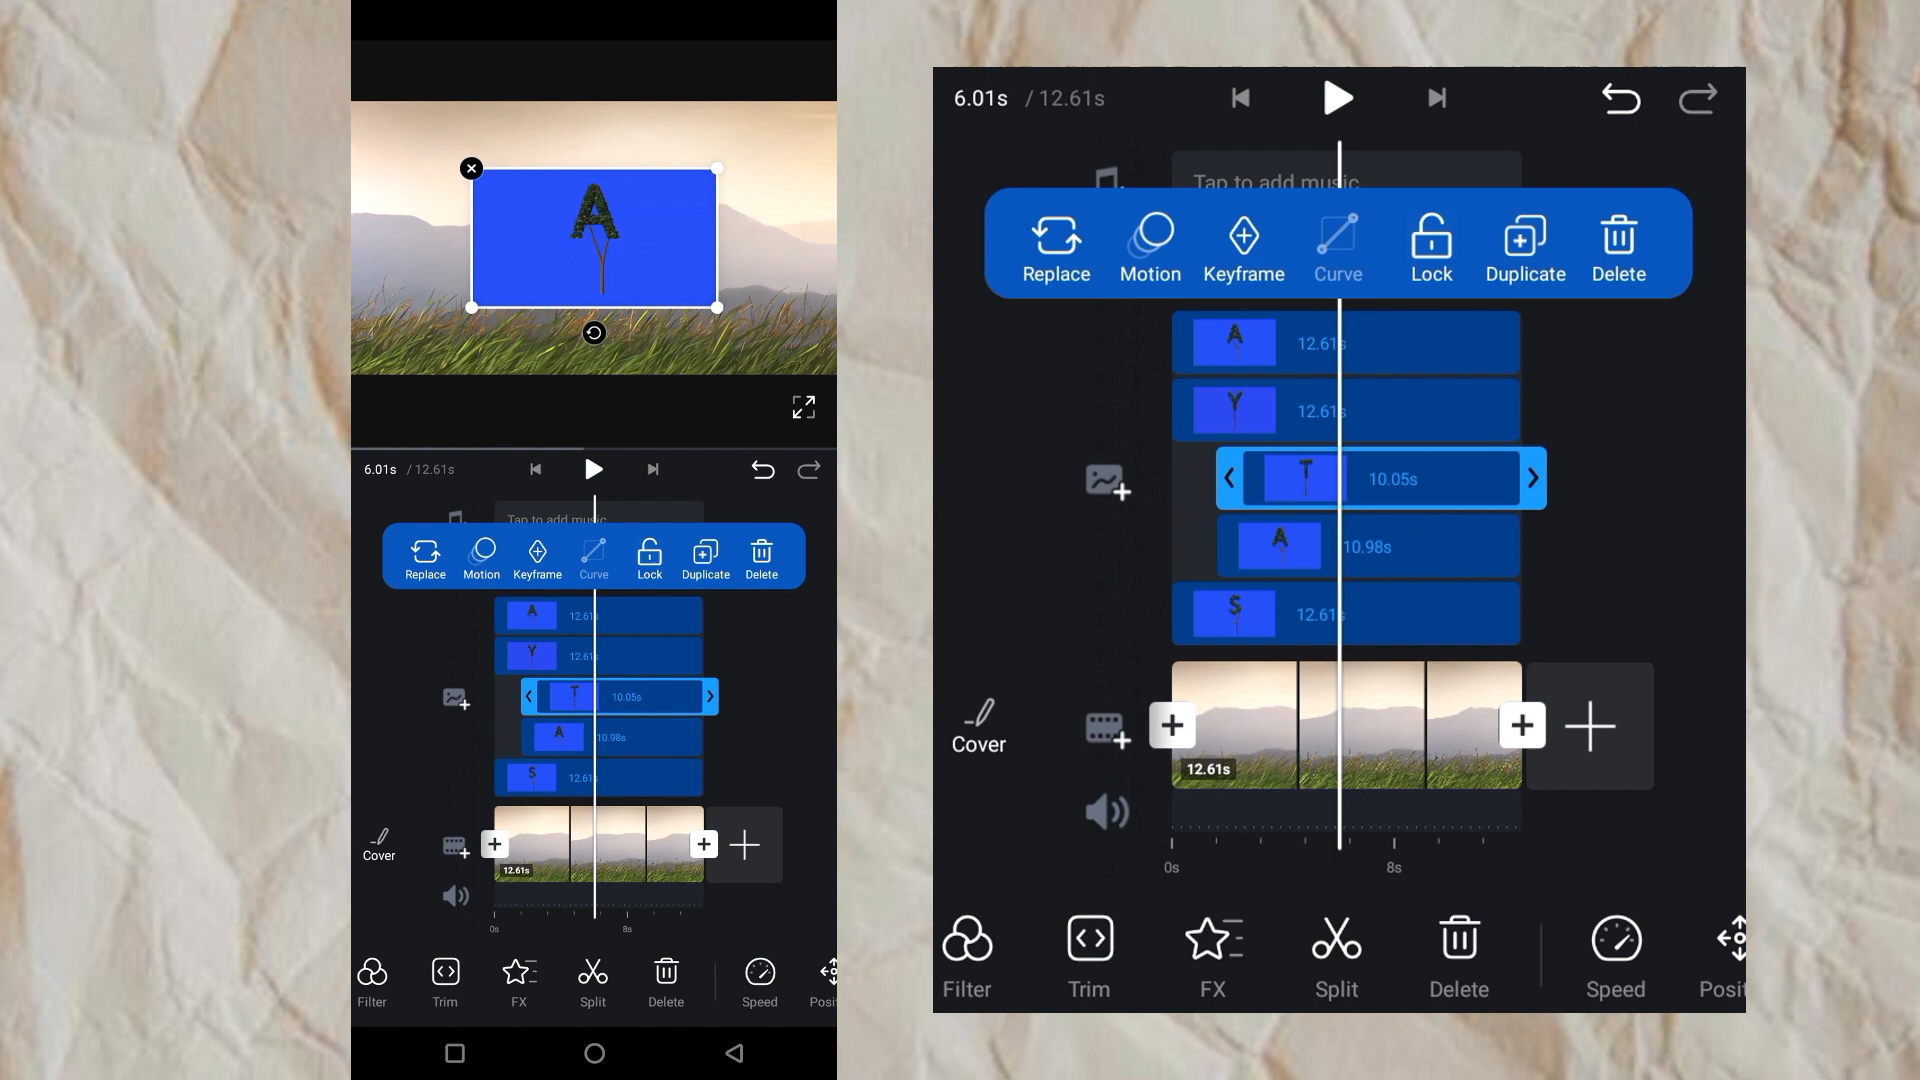 A
6.01s / 12.61s
Tap to add music
Replace Motion Keyframe Curve Lock Duplicate Delete
A 12.61s
Y 12.61s
T 10.05s
A 10.98s
S 12.61s
Cover
12.61s
0s 8s
Filter Trim FX Split Delete Speed Posit
6.01s / 12.61s
Tap to add music
Replace Motion Keyframe Curve Lock Duplicate Delete
A 12.61s
Y 12.61s
T 10.05s
A 10.98s
S 12.61s
Cover
12.61s
0s 8s
Filter Trim FX Split Delete Speed Posit